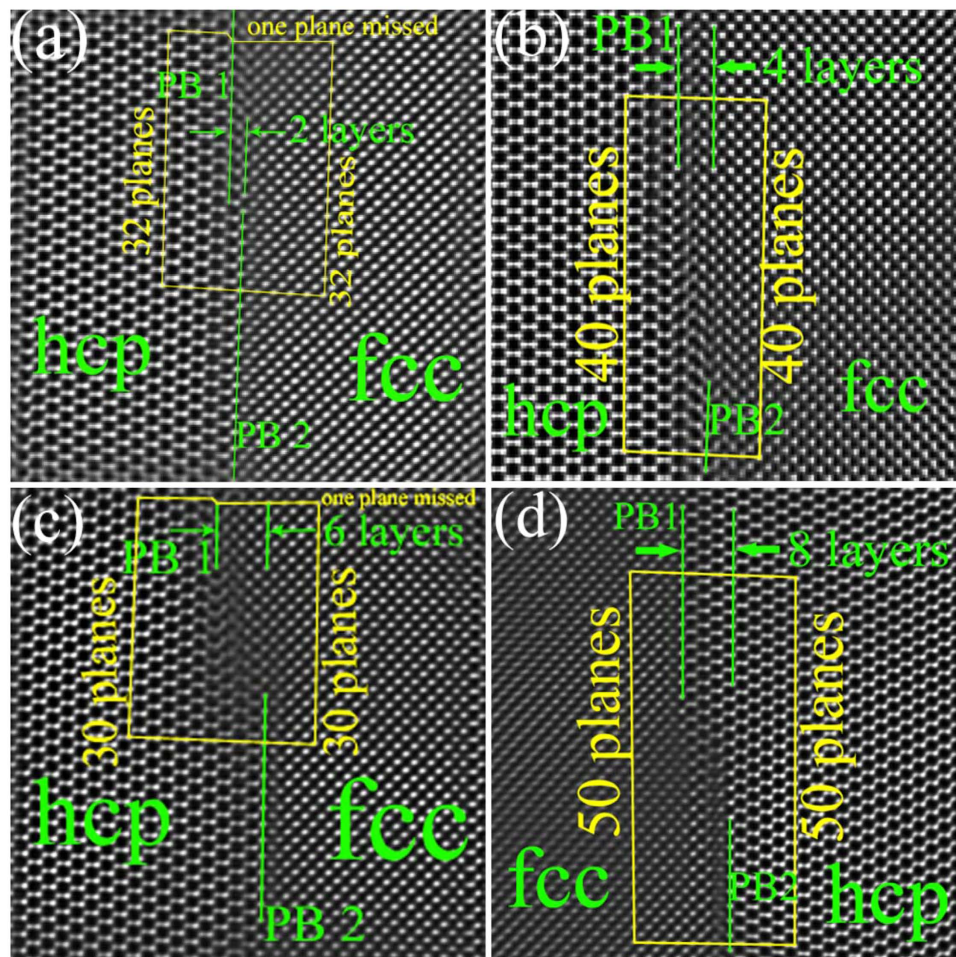 (a)
one plane missed
PB 1
2 layers
32 planes
32 planes
hcp
fcc
PB 2
(b)
PB1
4 layers
40 planes
40 planes
hcp
fcc
PB2
(c)
one plane missed
PB 1
6 layers
30 planes
30 planes
hcp
fcc
PB 2
(d)
PB1
8 layers
50 planes
50 planes
fcc
PB2
hcp